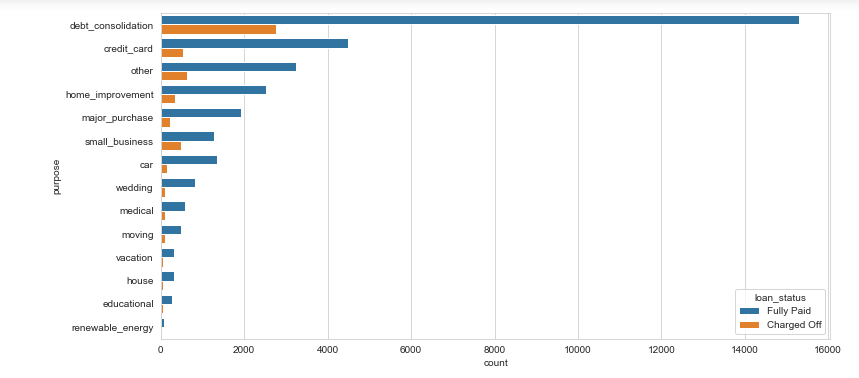 debt_consolidation
credit_card
other
home_improvement
major_purchase
small_business
car
wedding
medical
moving
vacation
house
educational
renewable_energy
purpose
0 2000 4000 6000 8000 10000 12000 14000 16000
count
loan_status
Fully Paid
Charged Off